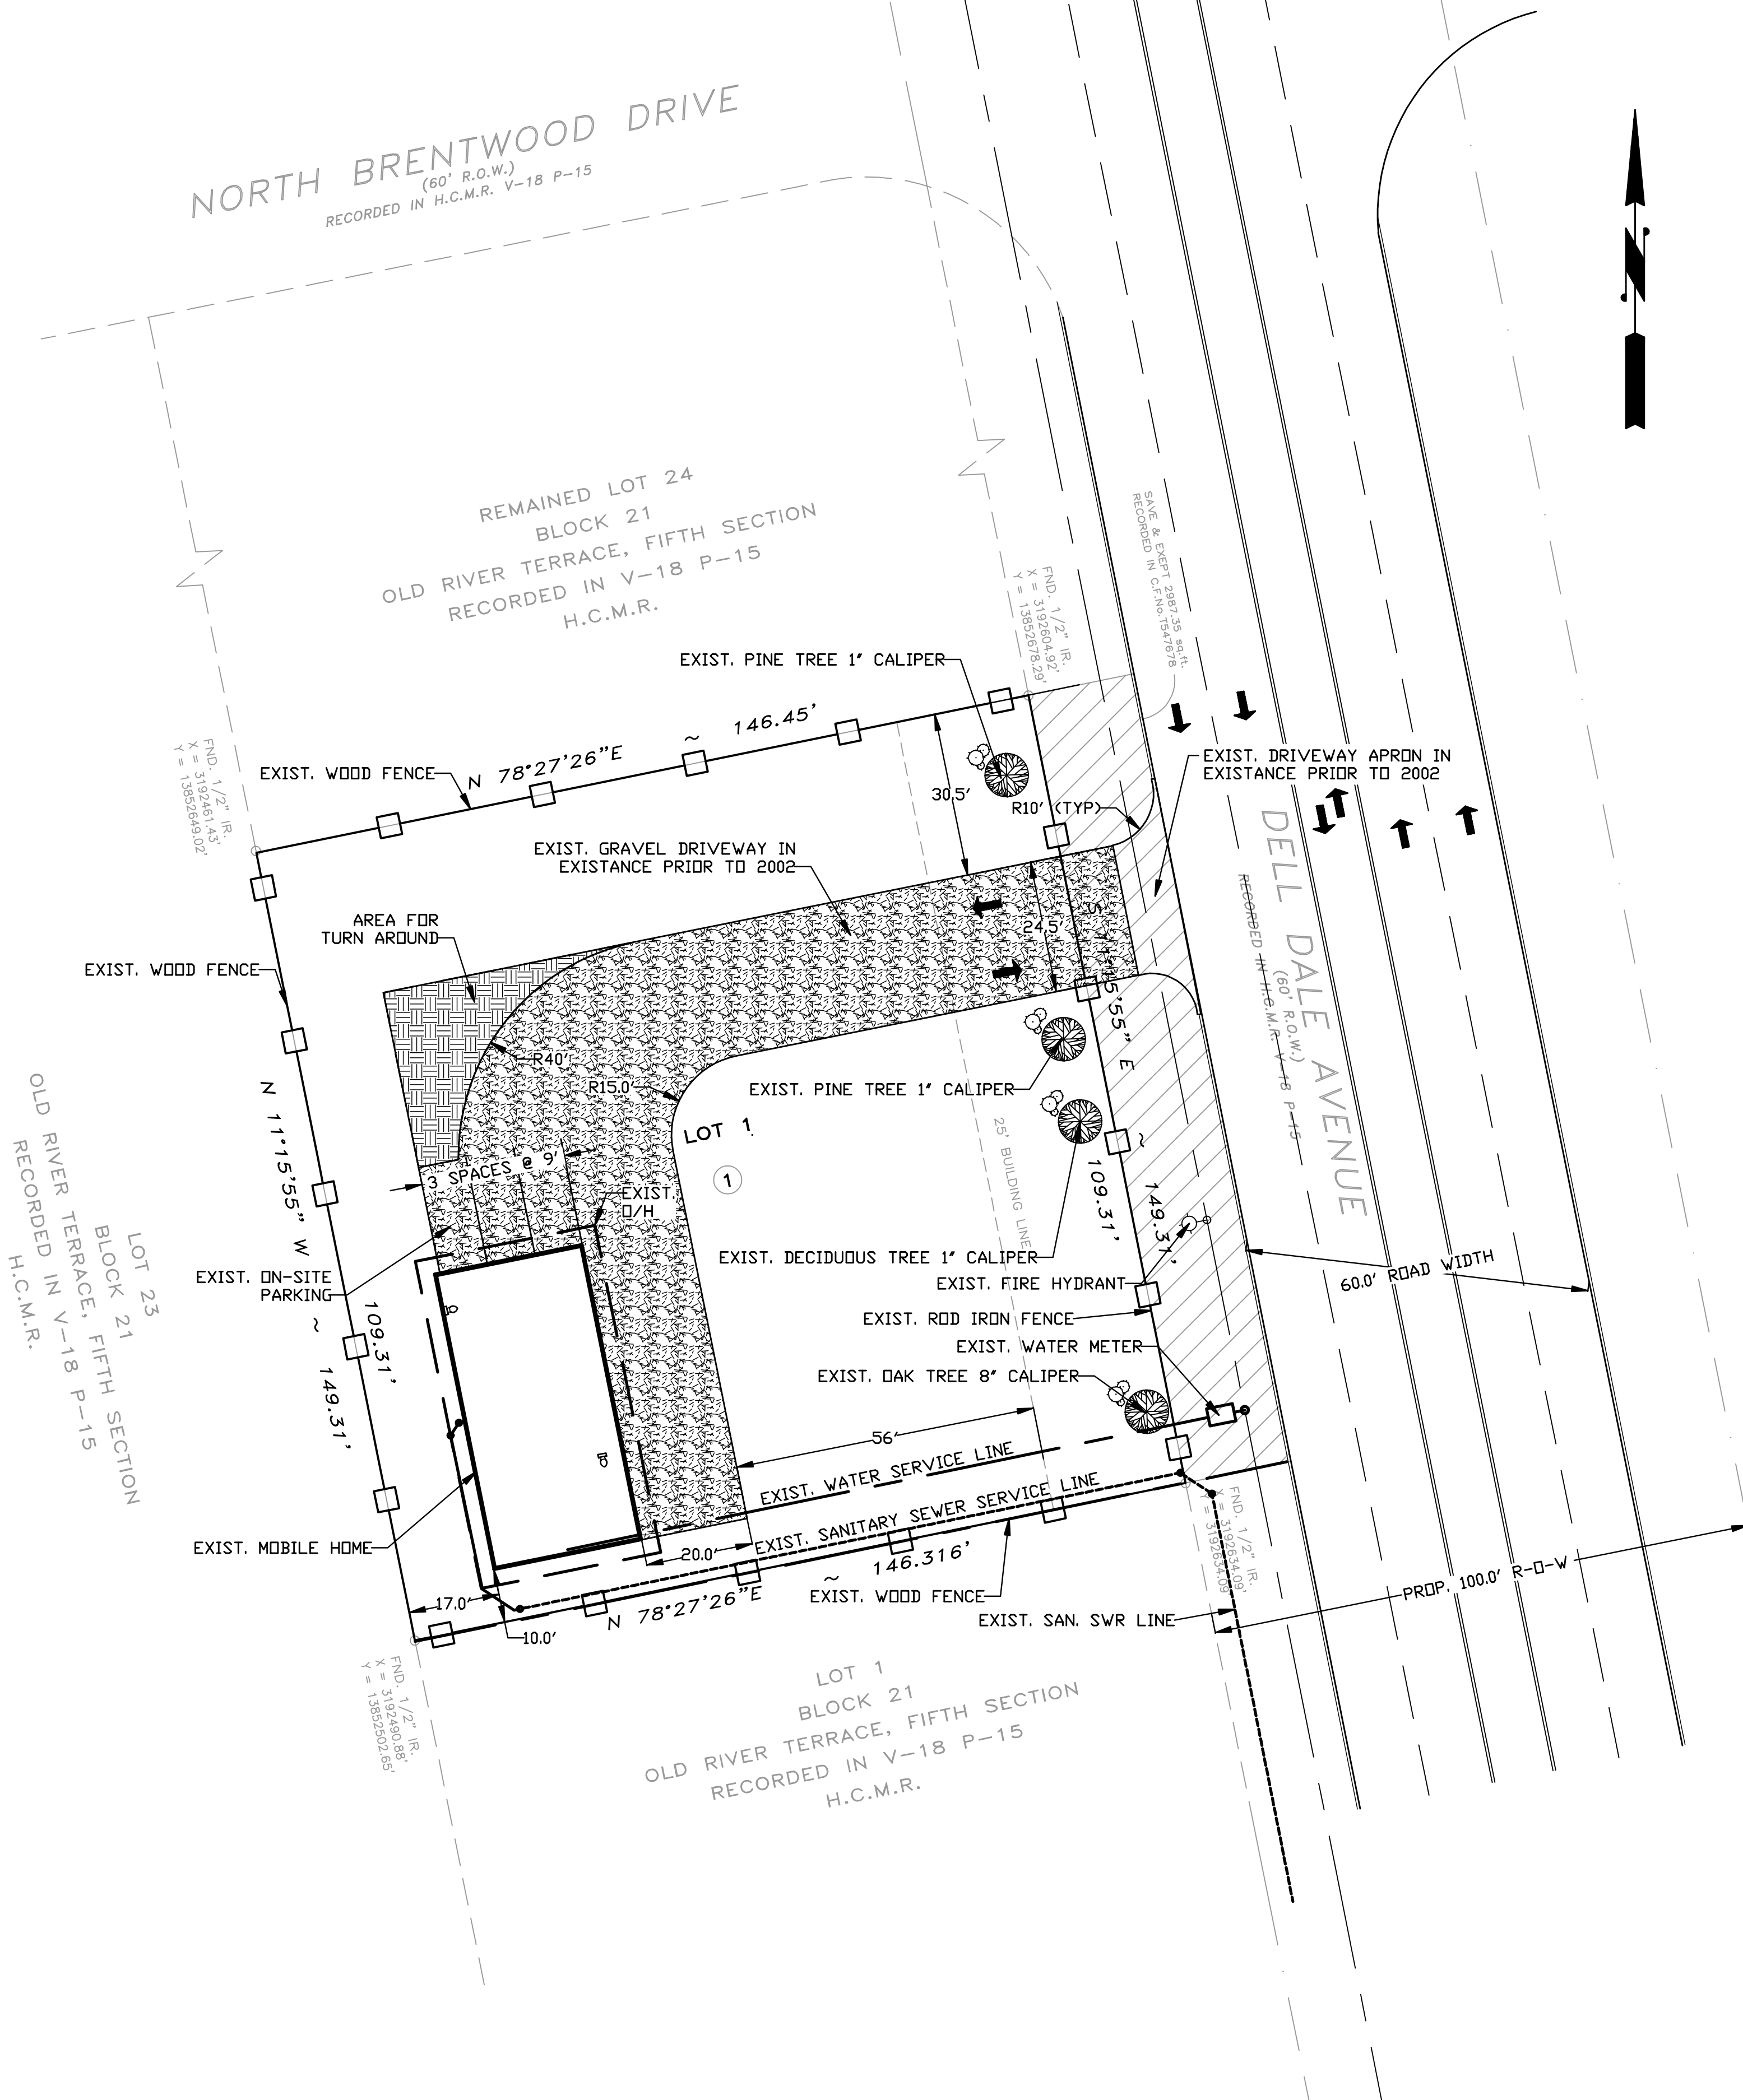 NORTH BRENTWOOD DRIVE
(60' R.O.W.)
RECORDED IN H.C.M.R. V-18 P-15
N
REMAINED LOT 24
BLOCK 21
OLD RIVER TERRACE, FIFTH SECTION
RECORDED IN V-18 P-15
H.C.M.R.
SAVE & EXEPT 2987.35 sq.ft.
RECORDED IN C.F.No.T547678
FND. 1/2" IR.
X = 3192604.92'
Y = 13852678.29'
EXIST. PINE TREE 1" CALIPER
FND. 1/2" IR.
X = 3192461.43'
Y = 13852649.02'
EXIST. WOOD FENCE
N 78°27'26"E ~ 146.45'
30.5'
R10' (TYP)
EXIST. DRIVEWAY APRON IN
EXISTANCE PRIOR TO 2002
EXIST. GRAVEL DRIVEWAY IN
EXISTANCE PRIOR TO 2002
AREA FOR
TURN AROUND
EXIST. WOOD FENCE
24.5'
S 11°15'55" E ~ 109.31'
149.31'
DELL DALE AVENUE
(60' R.O.W.)
RECORDED IN H.C.M.R. V-18 P-15
R40'
R15.0'
EXIST. PINE TREE 1" CALIPER
LOT 1
1
25' BUILDING LINE
3 SPACES @ 9'
EXIST.
O/H
N 11°15'55" W ~ 149.31'
109.31'
LOT 23
BLOCK 21
OLD RIVER TERRACE, FIFTH SECTION
RECORDED IN V-18 P-15
H.C.M.R.
EXIST. DECIDUOUS TREE 1" CALIPER
EXIST. FIRE HYDRANT
60.0' ROAD WIDTH
EXIST. ON-SITE
PARKING
EXIST. ROD IRON FENCE
EXIST. WATER METER
EXIST. OAK TREE 8" CALIPER
56'
EXIST. WATER SERVICE LINE
EXIST. SANITARY SEWER SERVICE LINE
EXIST. MOBILE HOME
20.0'
146.316'
N 78°27'26"E ~
EXIST. WOOD FENCE
17.0'
10.0'
EXIST. SAN. SWR LINE
PROP. 100.0' R-O-W
FND. 1/2" IR.
X = 3192634.09'
Y = 3192634.09'
FND. 1/2" IR.
X = 3192490.88'
Y = 13852502.65'
LOT 1
BLOCK 21
OLD RIVER TERRACE, FIFTH SECTION
RECORDED IN V-18 P-15
H.C.M.R.